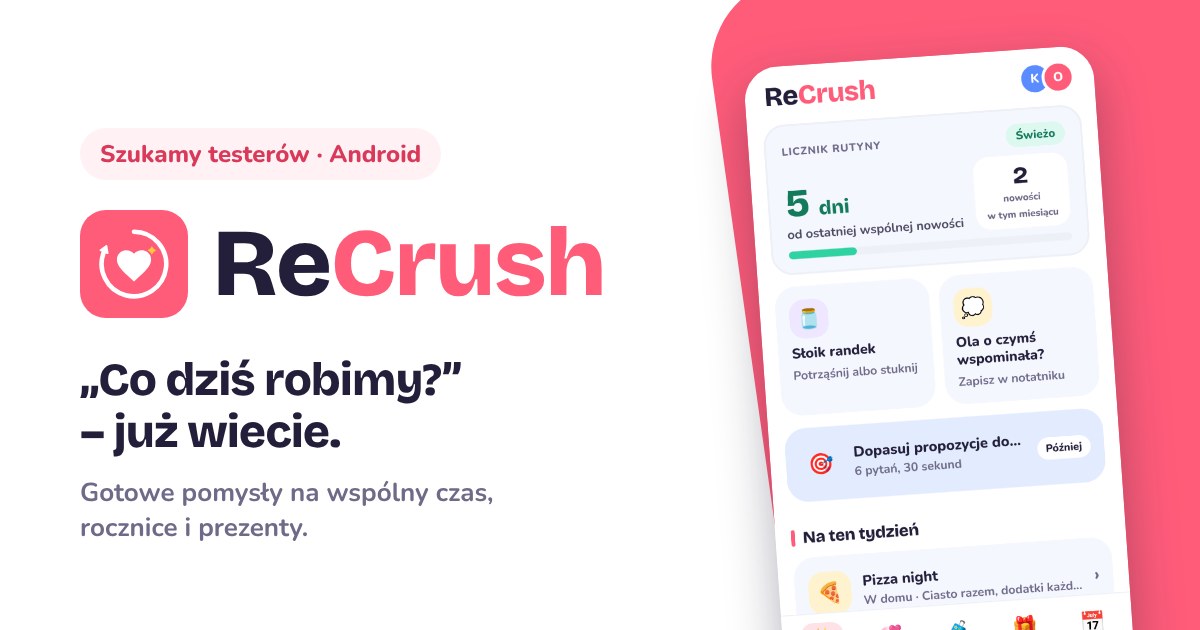 Szukamy testerów · Android
ReCrush
„Co dziś robimy?”
– już wiecie.
Gotowe pomysły na wspólny czas,
rocznice i prezenty.
ReCrush
K O
LICZNIK RUTYNY
Świeżo
5 dni
od ostatniej wspólnej nowości
2
nowości
w tym miesiącu
Słoik randek
Potrząśnij albo stuknij
Ola o czymś
wspominała?
Zapisz w notatniku
Dopasuj propozycje do...
6 pytań, 30 sekund
Później
Na ten tydzień
Pizza night
W domu · Ciasto razem, dodatki każd...
›
July
17